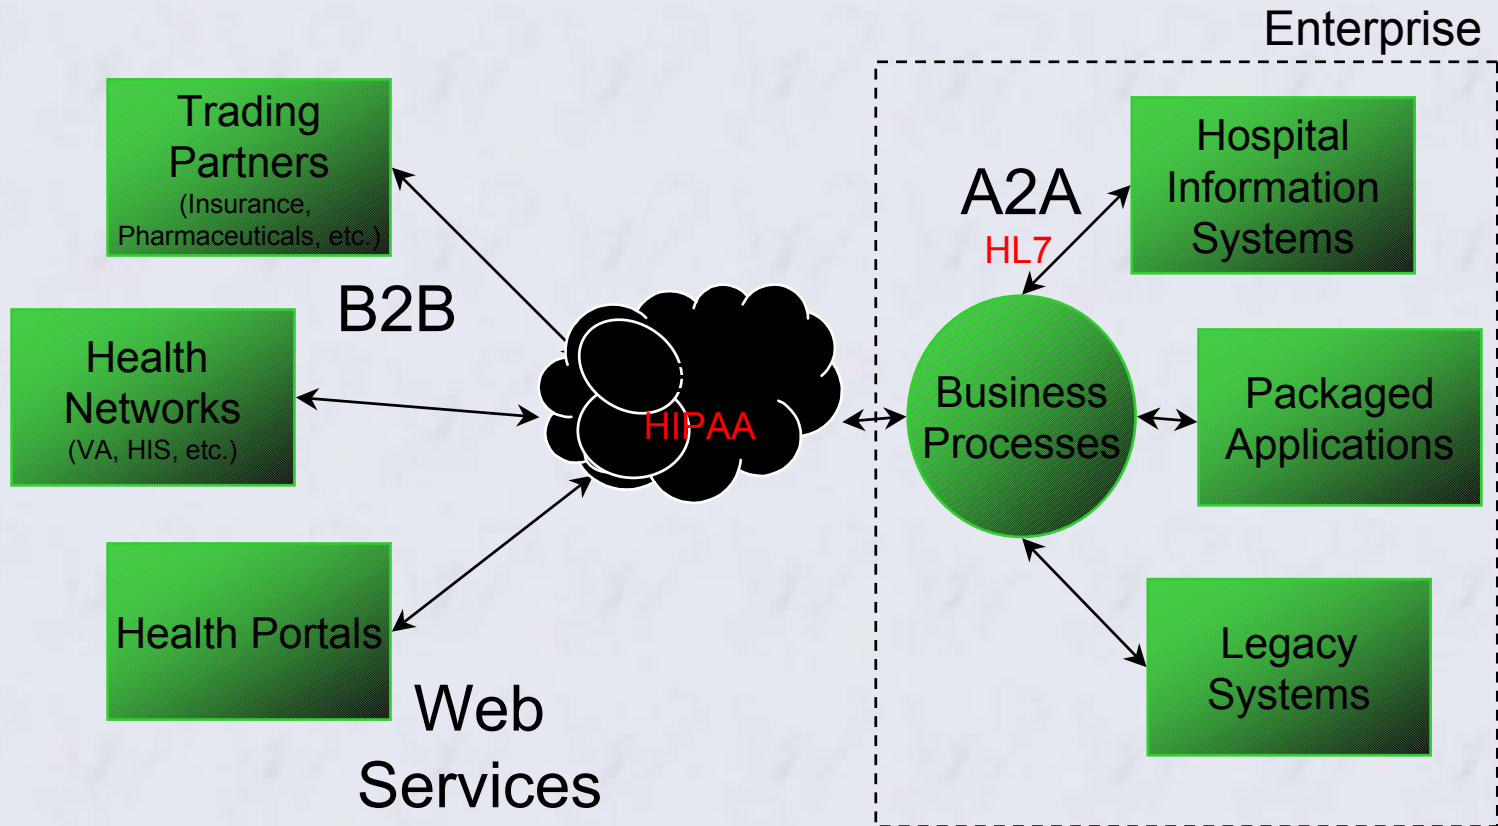 Enterprise
Trading
Partners
(Insurance,
Pharmaceuticals, etc.)
B2B
Health
Networks
(VA, HIS, etc.)
Health Portals
Web
Services
HIPAA
A2A
HL7
Hospital
Information
Systems
Business
Processes
Packaged
Applications
Legacy
Systems